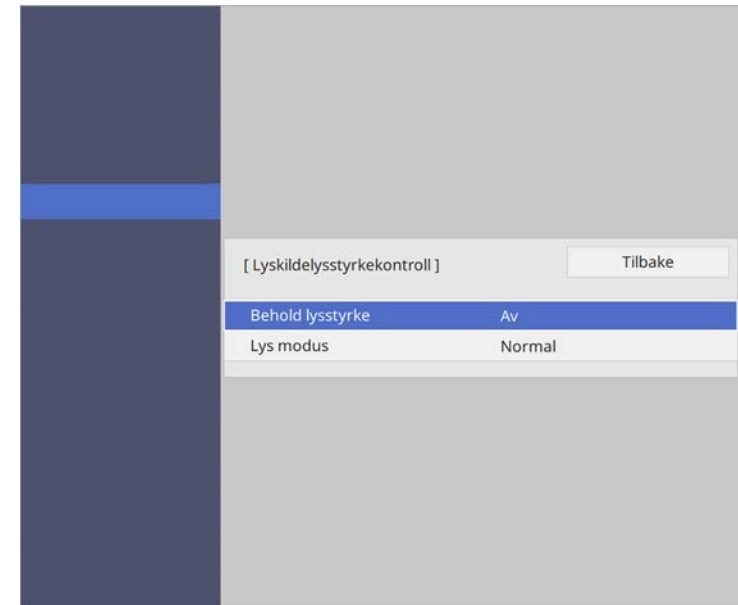 [ Lyskildelysstyrkekontroll ] Tilbake
Behold lysstyrke Av
Lys modus Normal